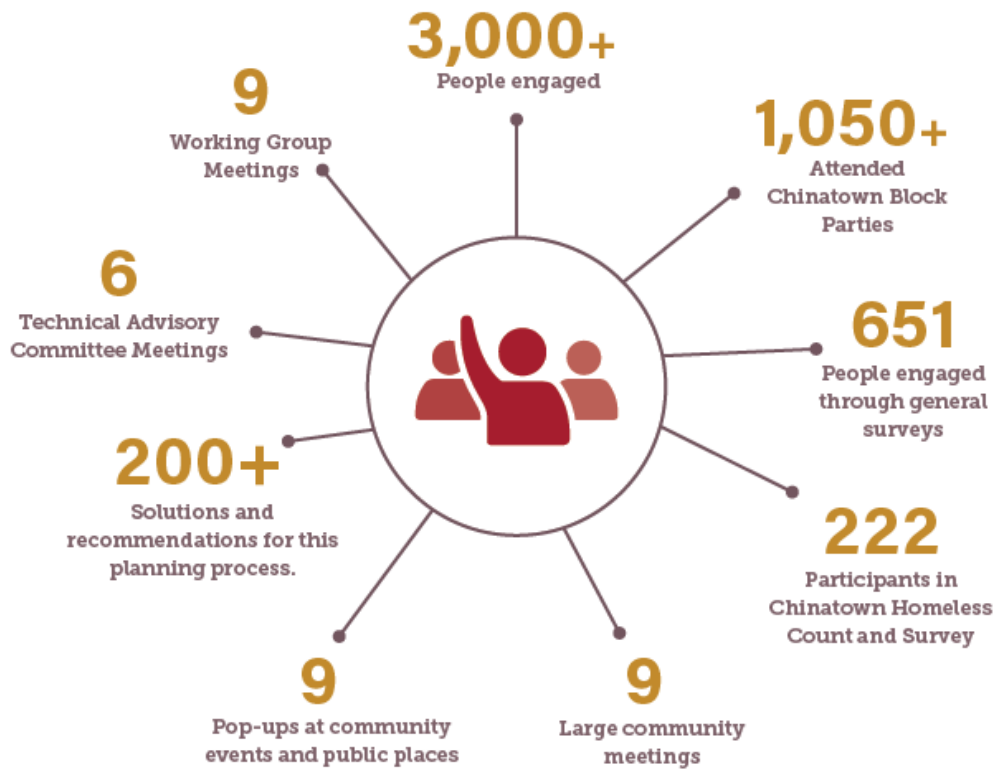 3,000+
People engaged
1,050+
Attended
Chinatown Block
Parties
651
People engaged
through general
surveys
222
Participants in
Chinatown Homeless
Count and Survey
9
Large community
meetings
9
Pop-ups at community
events and public places
200+
Solutions and
recommendations for this
planning process.
6
Technical Advisory
Committee Meetings
9
Working Group
Meetings